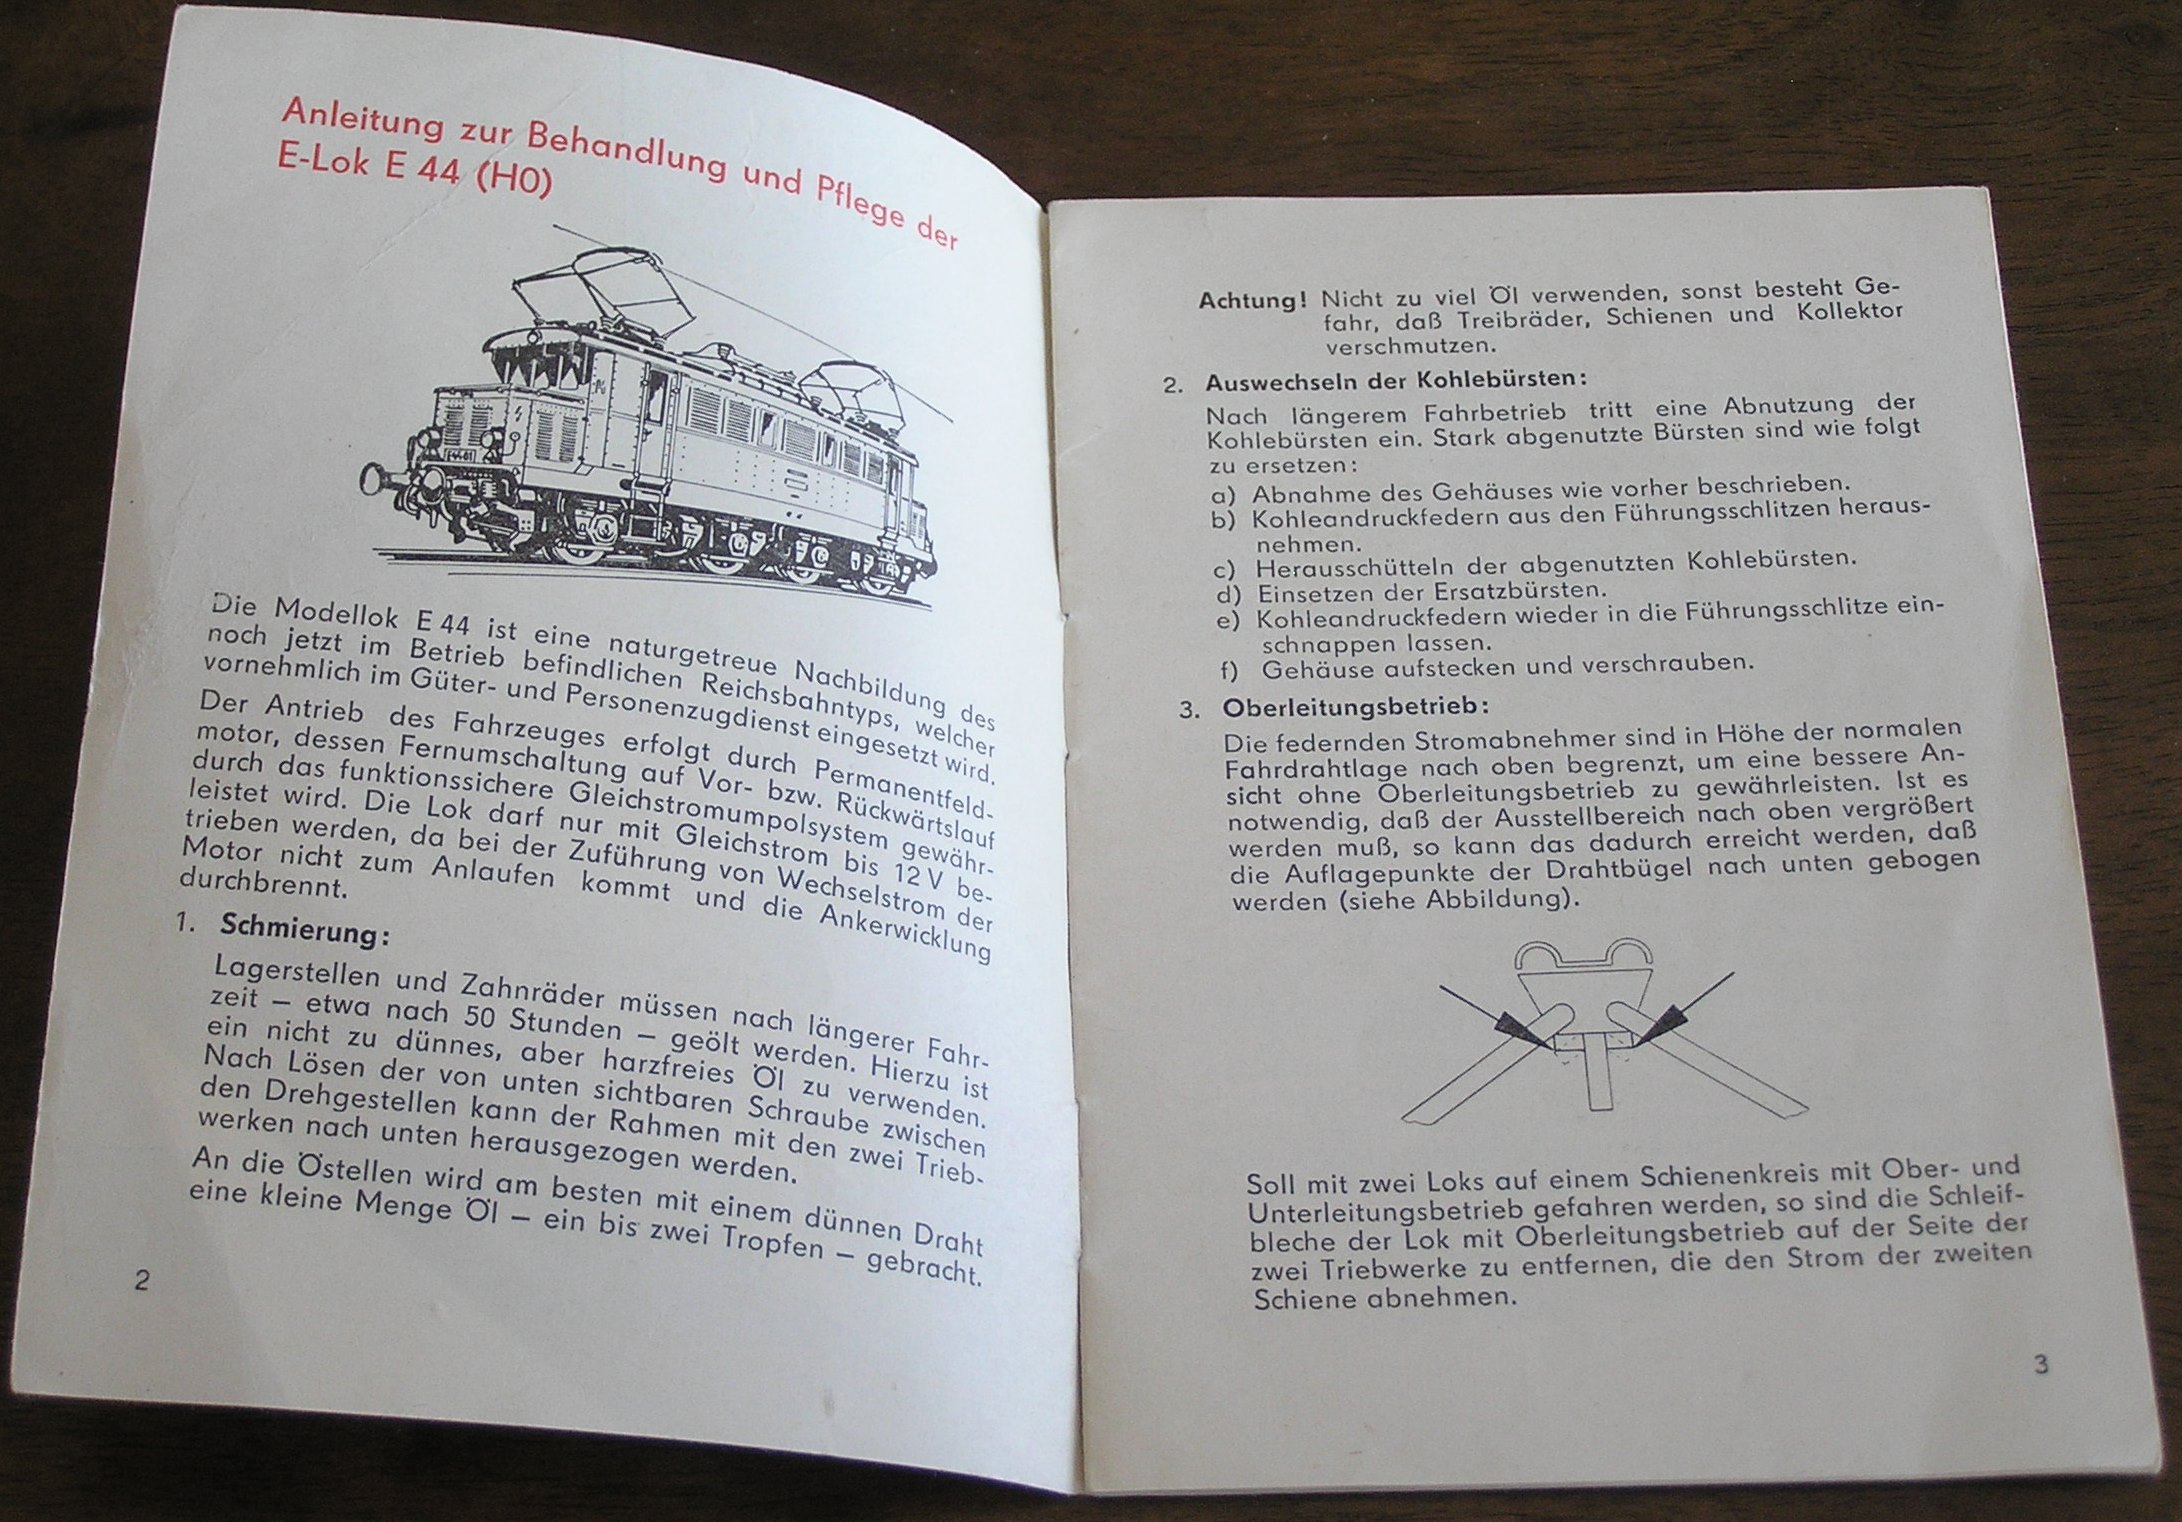 Anleitung zur Behandlung und Pflege der
E-Lok E 44 (H0)
E44 01
Die Modellok E 44 ist eine naturgetreue Nachbildung des
noch jetzt im Betrieb befindlichen Reichsbahntyps, welcher
vornehmlich im Güter- und Personenzugdienst eingesetzt wird.
Der Antrieb des Fahrzeuges erfolgt durch Permanentfeld-
motor, dessen Fernumschaltung auf Vor- bzw. Rückwärtslauf
durch das funktionssichere Gleichstromumpolsystem gewähr-
leistet wird. Die Lok darf nur mit Gleichstrom bis 12 V be-
trieben werden, da bei der Zuführung von Wechselstrom der
Motor nicht zum Anlaufen kommt und die Ankerwicklung
durchbrennt.
1. Schmierung:
Lagerstellen und Zahnräder müssen nach längerer Fahr-
zeit – etwa nach 50 Stunden – geölt werden. Hierzu ist
ein nicht zu dünnes, aber harzfreies Öl zu verwenden.
Nach Lösen der von unten sichtbaren Schraube zwischen
den Drehgestellen kann der Rahmen mit den zwei Trieb-
werken nach unten herausgezogen werden.
An die Östellen wird am besten mit einem dünnen Draht
eine kleine Menge Öl – ein bis zwei Tropfen – gebracht.
2
Achtung! Nicht zu viel Öl verwenden, sonst besteht Ge-
fahr, daß Treibräder, Schienen und Kollektor
verschmutzen.
2. Auswechseln der Kohlebürsten:
Nach längerem Fahrbetrieb tritt eine Abnutzung der
Kohlebürsten ein. Stark abgenutzte Bürsten sind wie folgt
zu ersetzen:
a) Abnahme des Gehäuses wie vorher beschrieben.
b) Kohleandruckfedern aus den Führungsschlitzen heraus-
nehmen.
c) Herausschütteln der abgenutzten Kohlebürsten.
d) Einsetzen der Ersatzbürsten.
e) Kohleandruckfedern wieder in die Führungsschlitze ein-
schnappen lassen.
f) Gehäuse aufstecken und verschrauben.
3. Oberleitungsbetrieb:
Die federnden Stromabnehmer sind in Höhe der normalen
Fahrdrahtlage nach oben begrenzt, um eine bessere An-
sicht ohne Oberleitungsbetrieb zu gewährleisten. Ist es
notwendig, daß der Ausstellbereich nach oben vergrößert
werden muß, so kann das dadurch erreicht werden, daß
die Auflagepunkte der Drahtbügel nach unten gebogen
werden (siehe Abbildung).
Soll mit zwei Loks auf einem Schienenkreis mit Ober- und
Unterleitungsbetrieb gefahren werden, so sind die Schleif-
bleche der Lok mit Oberleitungsbetrieb auf der Seite der
zwei Triebwerke zu entfernen, die den Strom der zweiten
Schiene abnehmen.
3